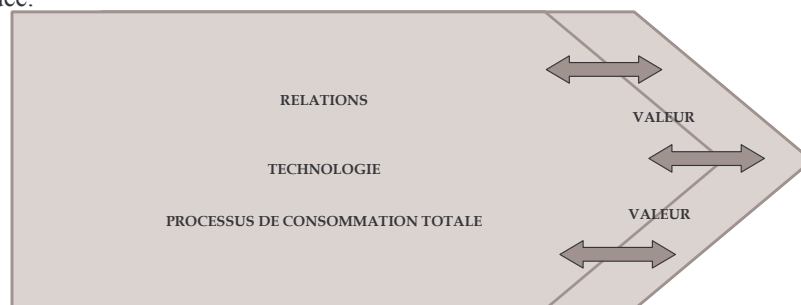 RELATIONS
VALEUR
TECHNOLOGIE
VALEUR
PROCESSUS DE CONSOMMATION TOTALE